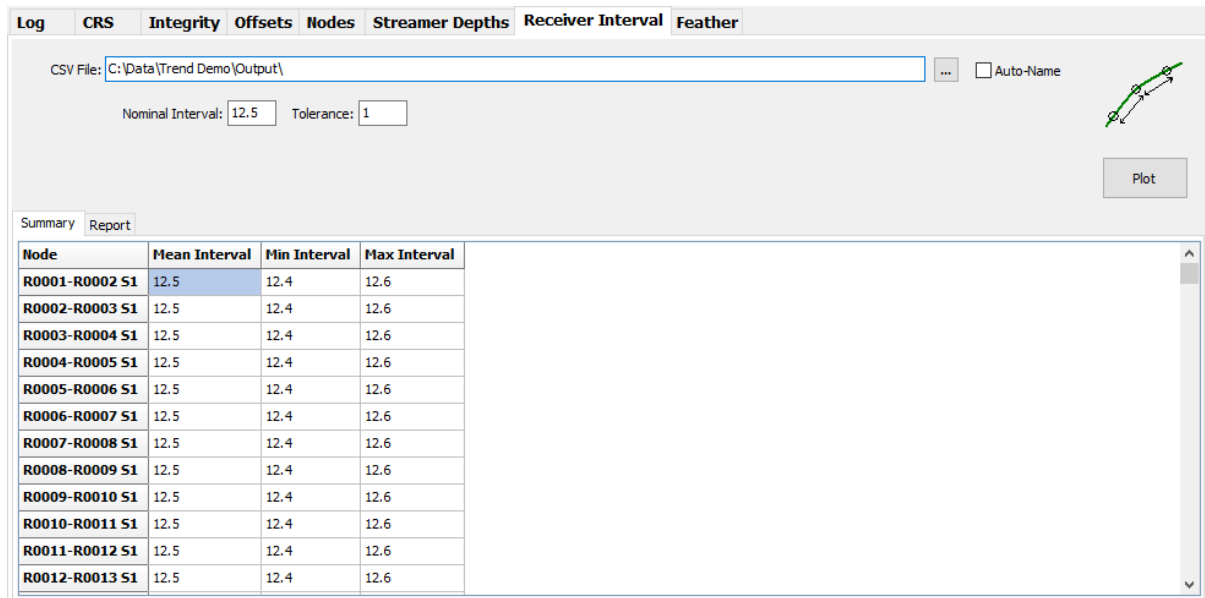 Log CRS Integrity Offsets Nodes Streamer Depths Receiver Interval Feather
CSV File: C:\Data\Trend Demo\Output\ ... Auto-Name
Nominal Interval: 12.5 Tolerance: 1
Plot
Summary Report
Node Mean Interval Min Interval Max Interval
R0001-R0002 S1 12.5 12.4 12.6
R0002-R0003 S1 12.5 12.4 12.6
R0003-R0004 S1 12.5 12.4 12.6
R0004-R0005 S1 12.5 12.4 12.6
R0005-R0006 S1 12.5 12.4 12.6
R0006-R0007 S1 12.5 12.4 12.6
R0007-R0008 S1 12.5 12.4 12.6
R0008-R0009 S1 12.5 12.4 12.6
R0009-R0010 S1 12.5 12.4 12.6
R0010-R0011 S1 12.5 12.4 12.6
R0011-R0012 S1 12.5 12.4 12.6
R0012-R0013 S1 12.5 12.4 12.6